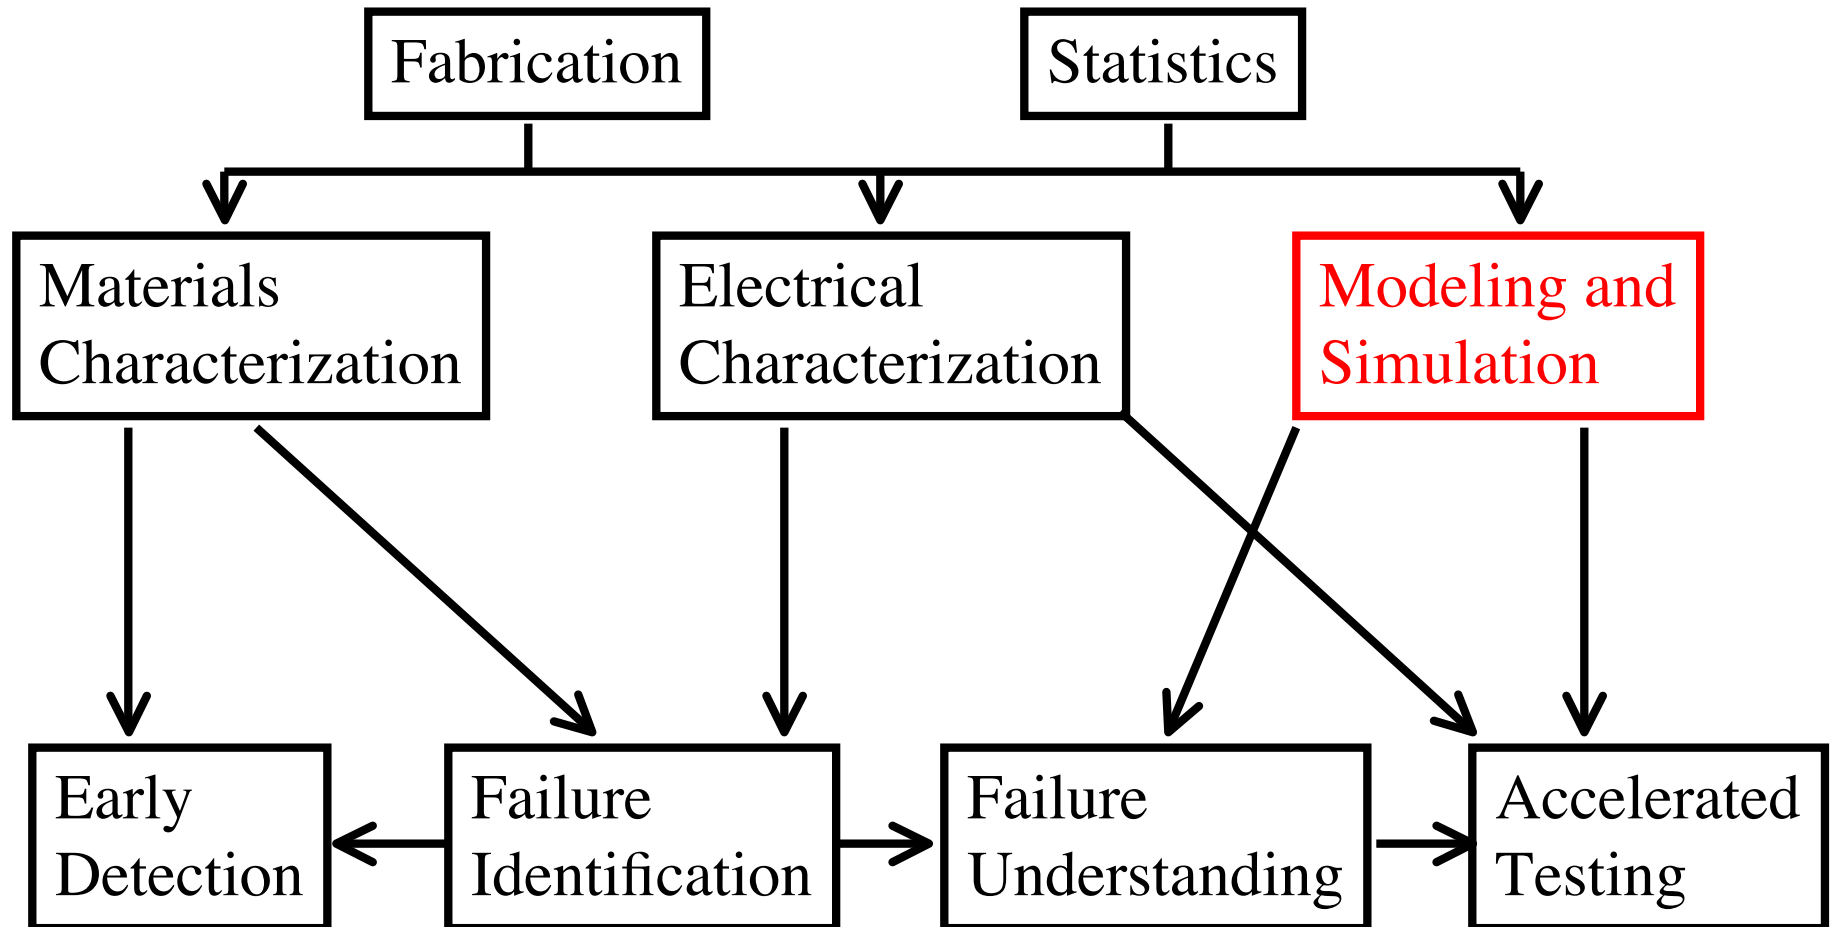 Fabrication
Statistics
Materials
Characterization
Electrical
Characterization
Modeling and
Simulation
Early
Detection
Failure
Identification
Failure
Understanding
Accelerated
Testing